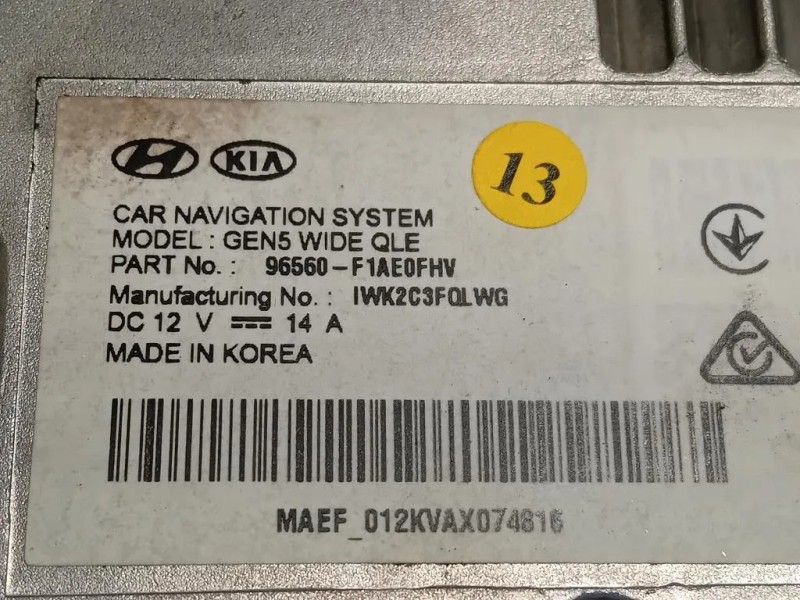 KIA
13
CAR NAVIGATION SYSTEM
MODEL : GEN5 WIDE QLE
PART No. : 96560-F1AE0FHV
Manufacturing No. : IWK2C3FQLWG
DC 12 V ⎓ 14 A
MADE IN KOREA
MAEF_012KVAX074816